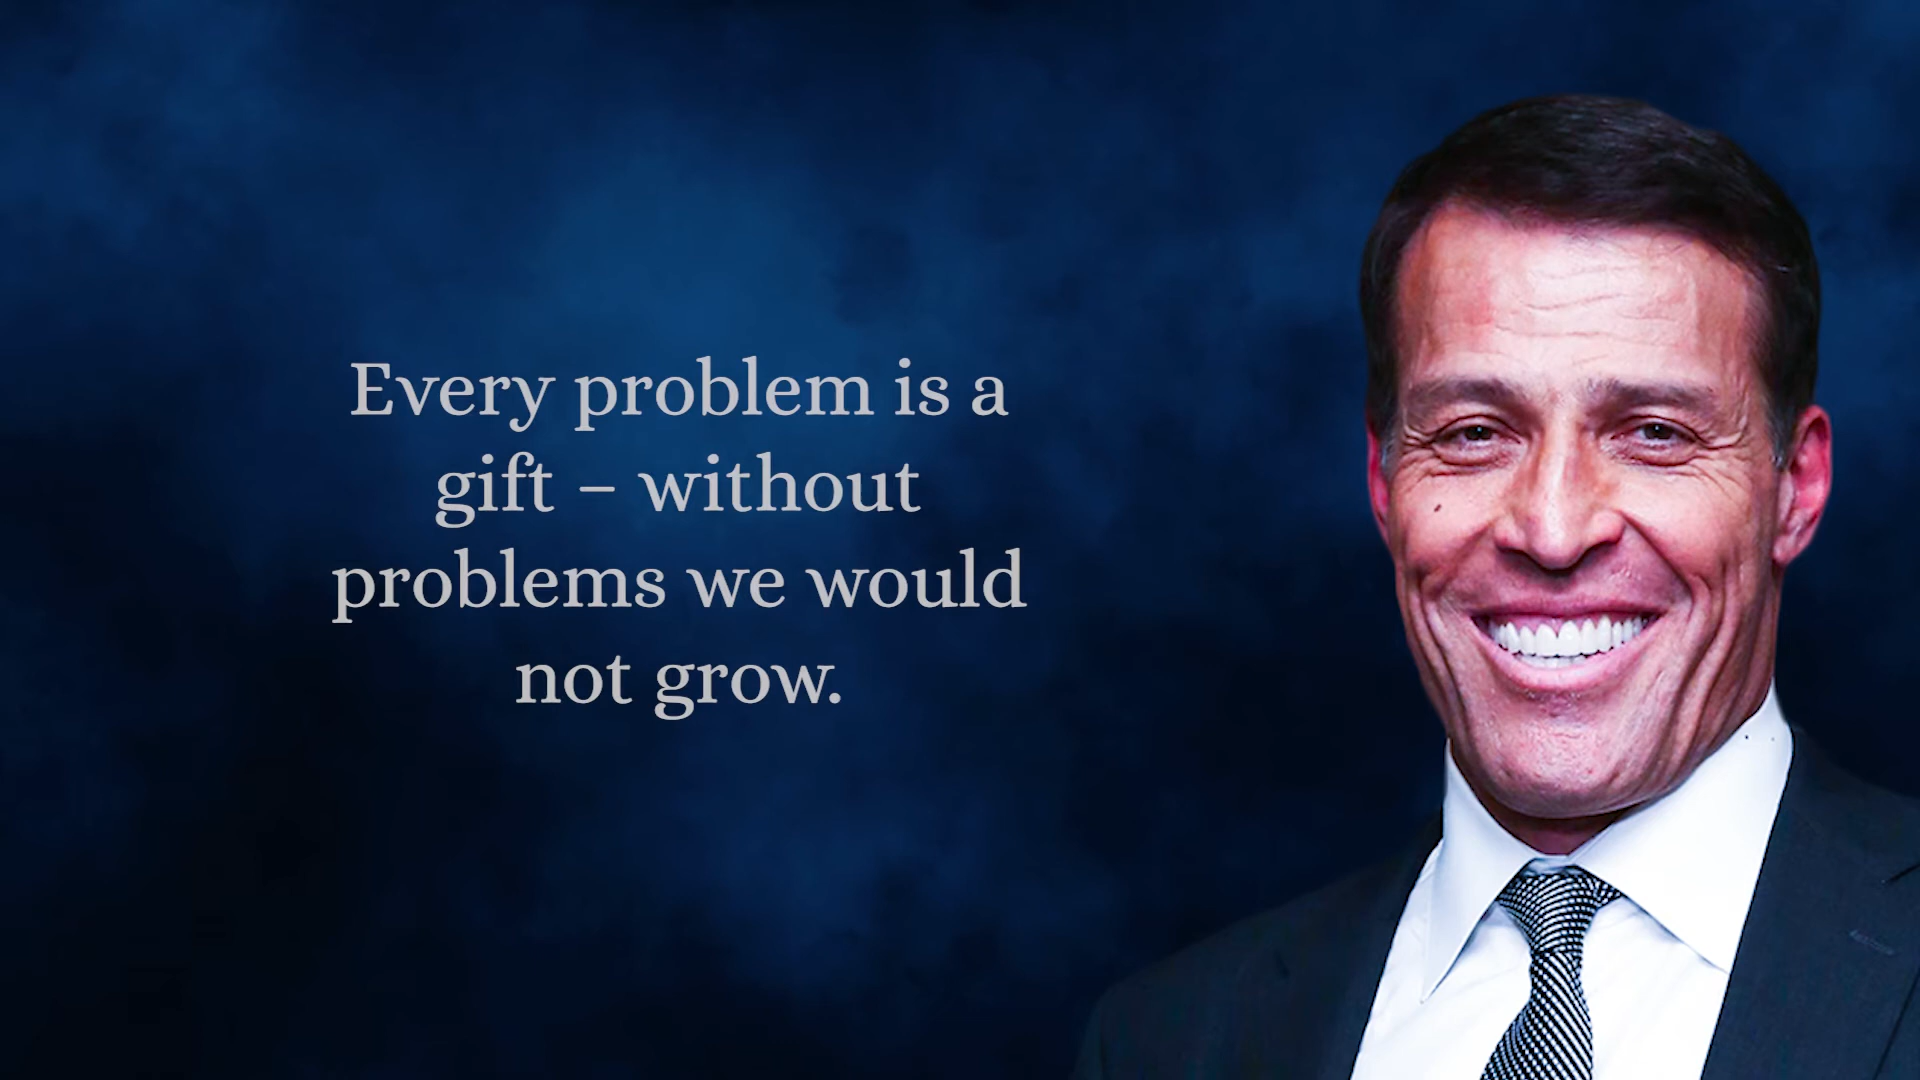 Every problem is a
gift – without
problems we would
not grow.